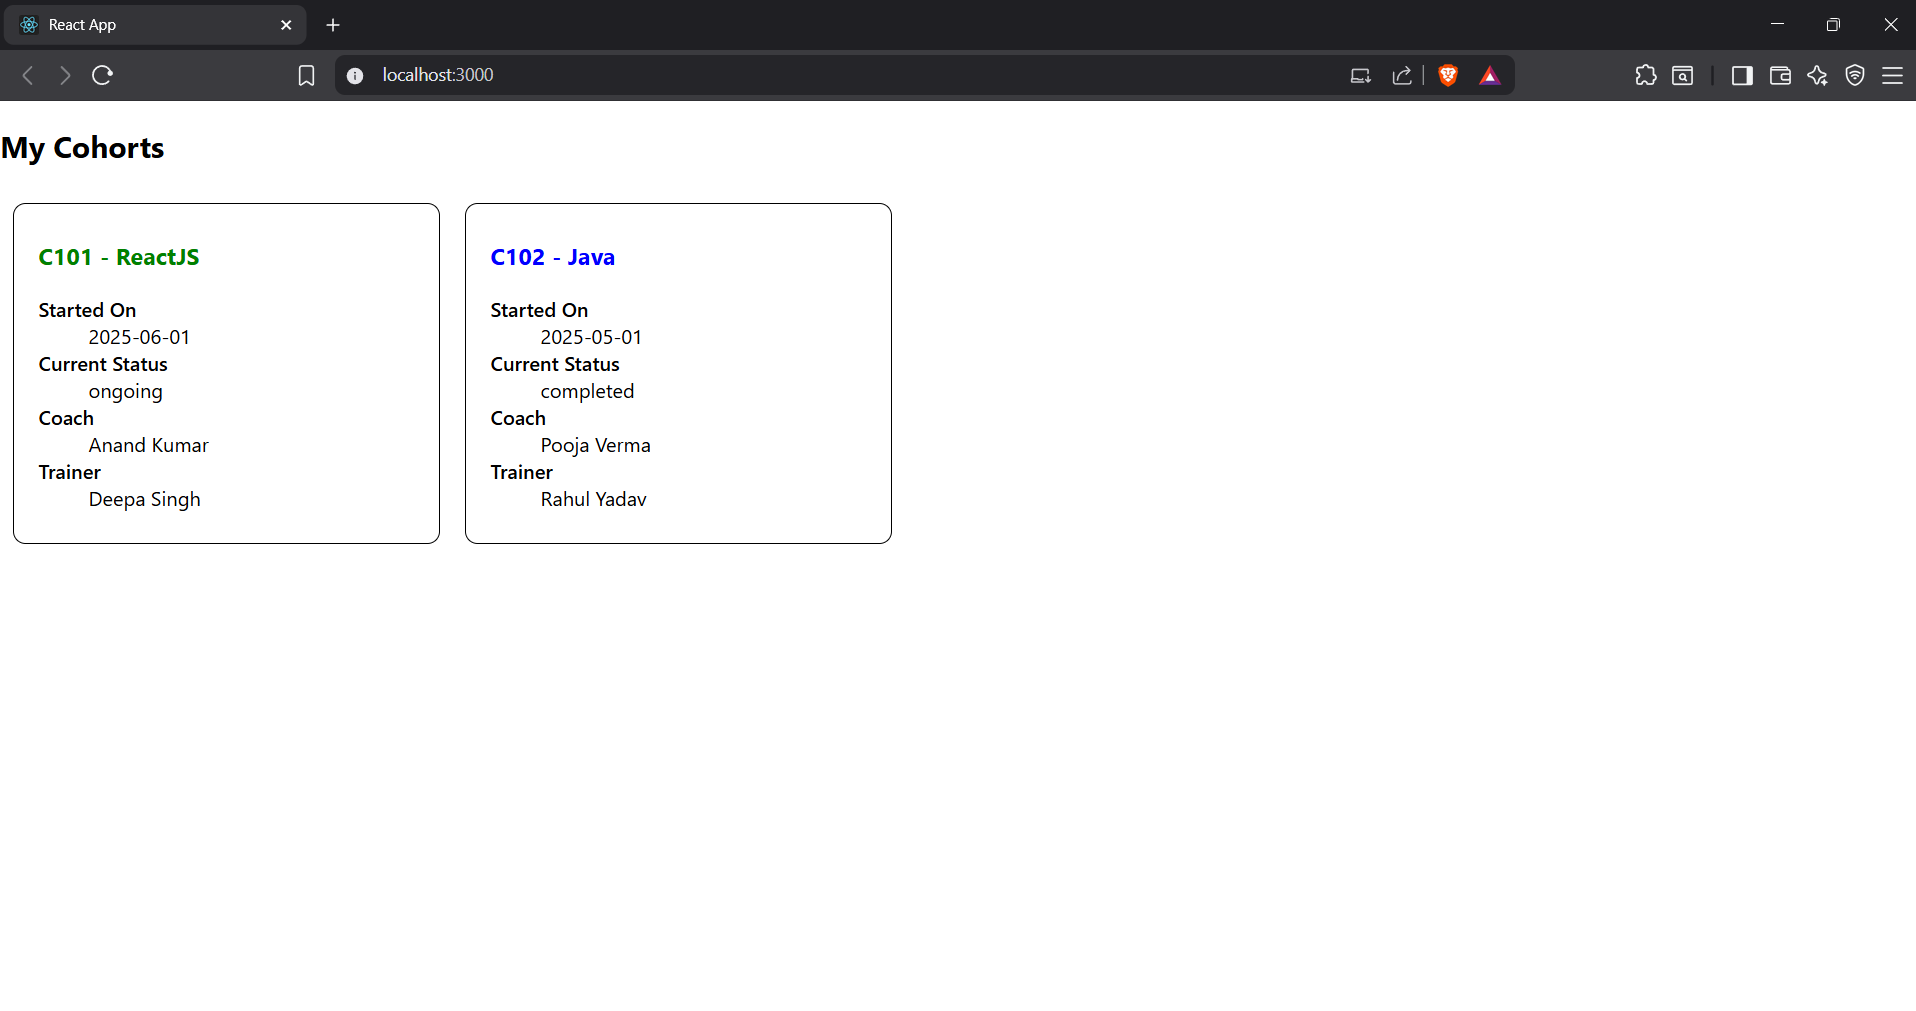 React App
localhost:3000
My Cohorts
C101 - ReactJS
Started On
2025-06-01
Current Status
ongoing
Coach
Anand Kumar
Trainer
Deepa Singh
C102 - Java
Started On
2025-05-01
Current Status
completed
Coach
Pooja Verma
Trainer
Rahul Yadav